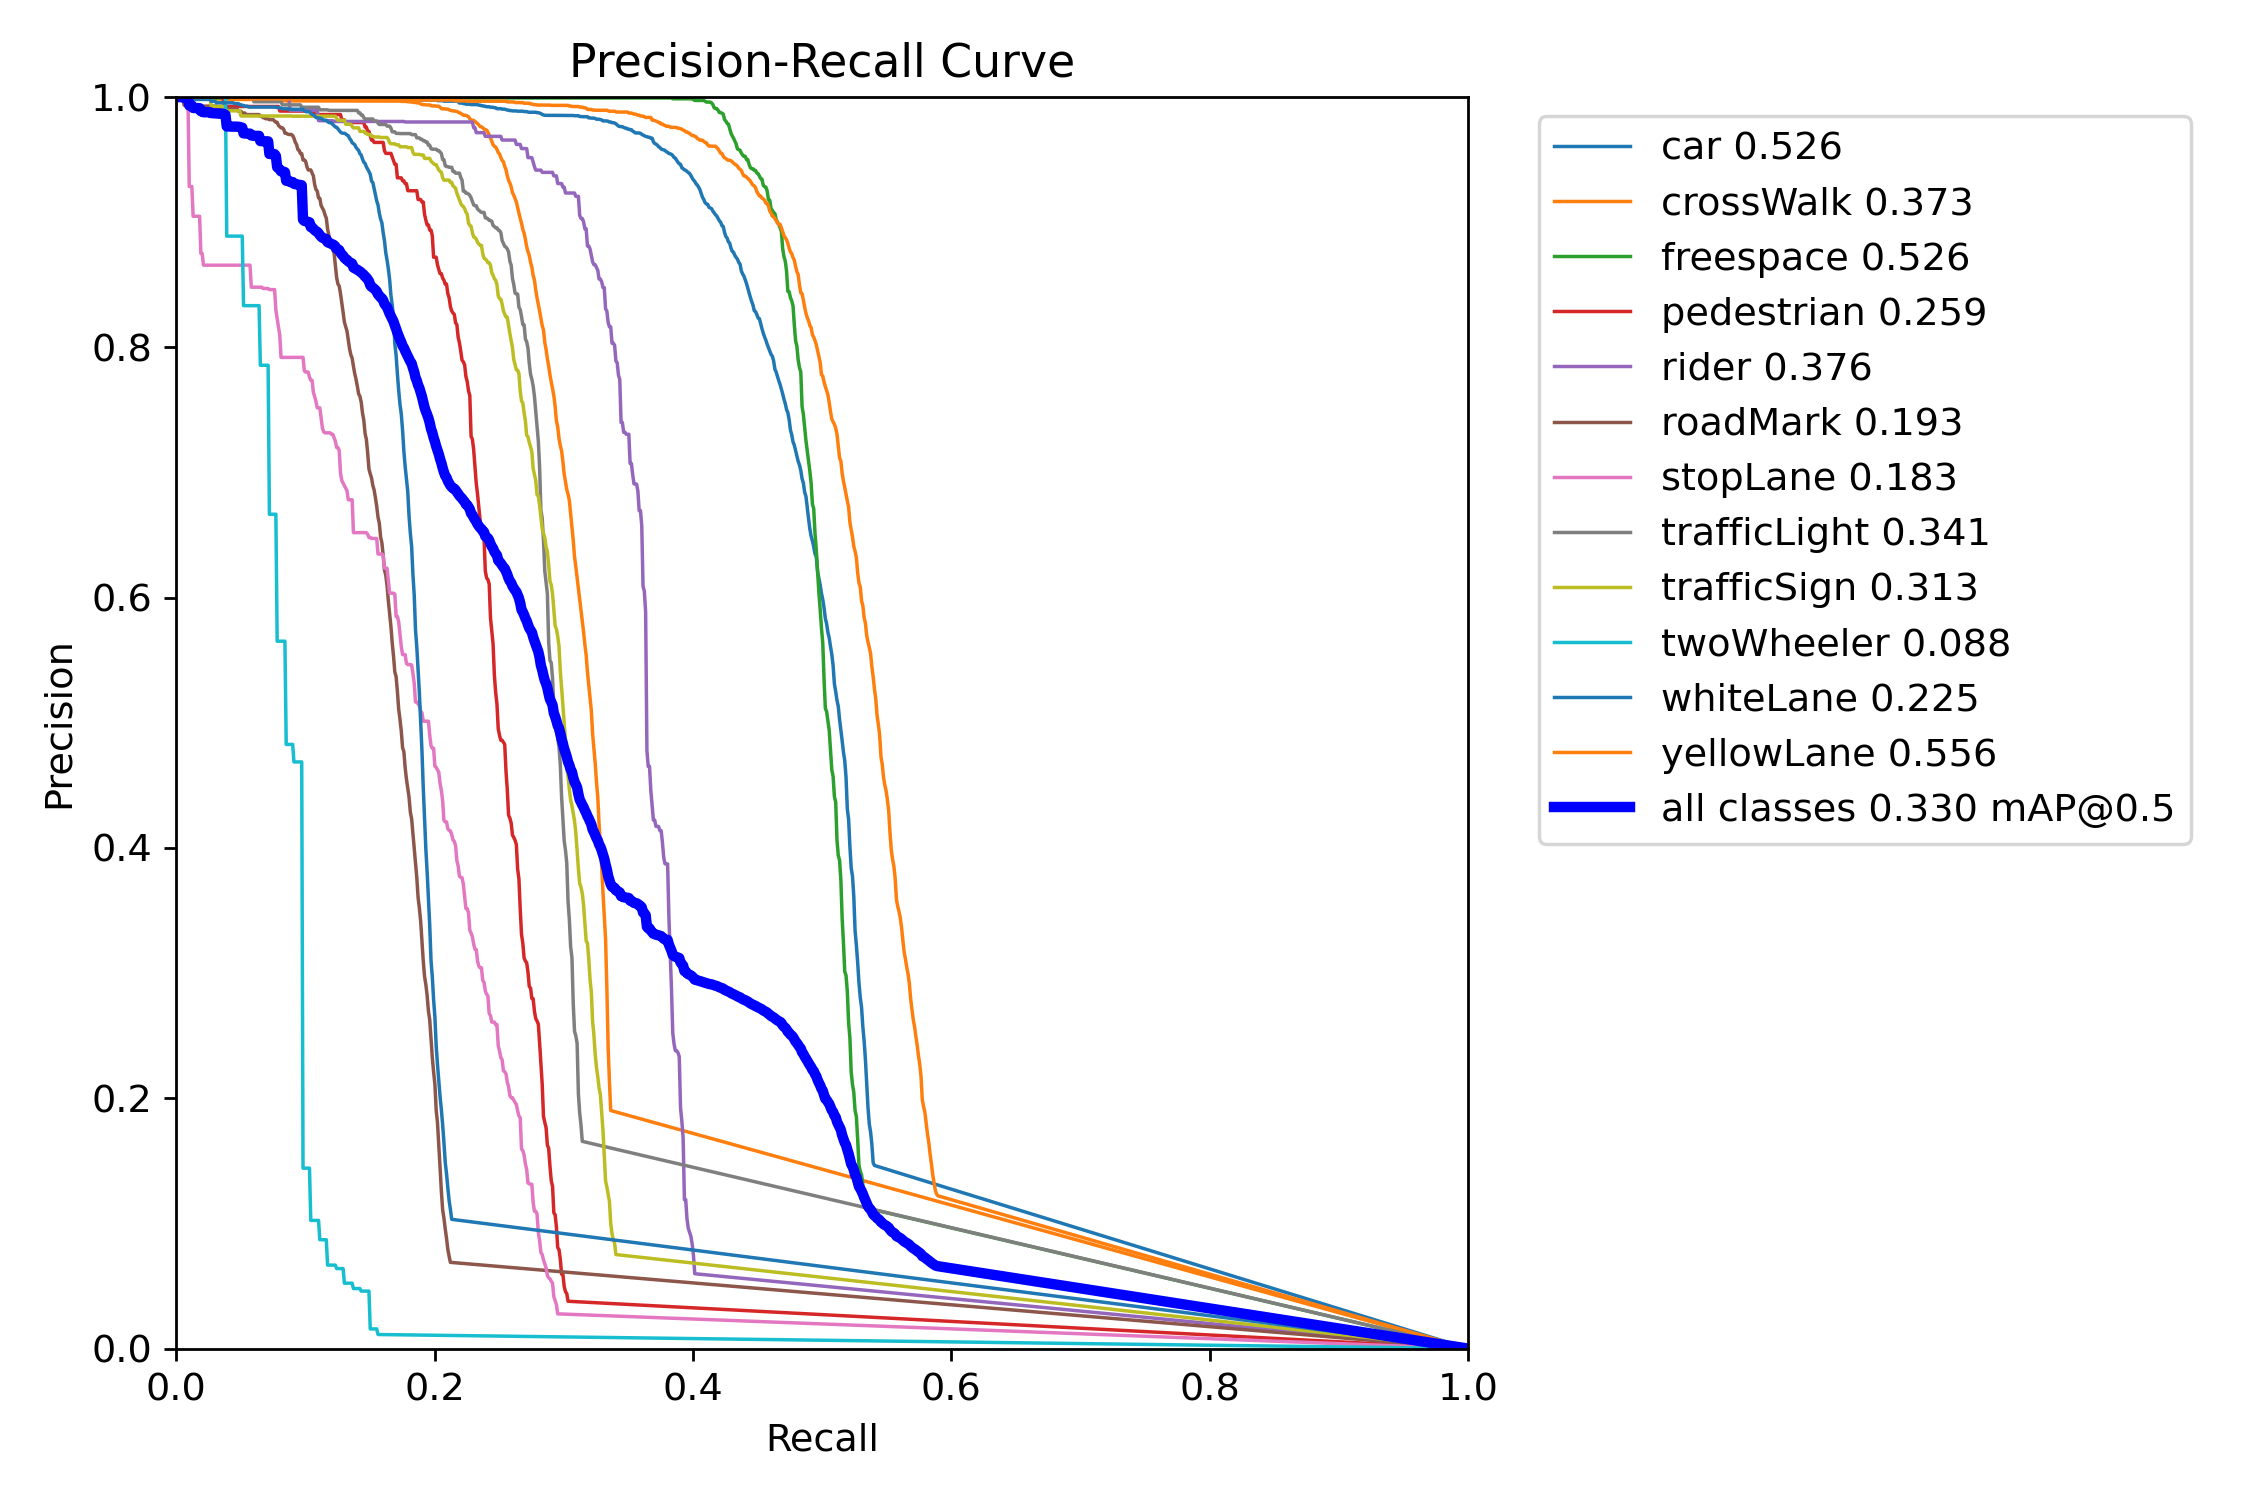 Precision-Recall Curve
1.0
0.8
0.6
0.4
0.2
0.0
Precision
0.0 0.2 0.4 0.6 0.8 1.0
Recall
car 0.526
crossWalk 0.373
freespace 0.526
pedestrian 0.259
rider 0.376
roadMark 0.193
stopLane 0.183
trafficLight 0.341
trafficSign 0.313
twoWheeler 0.088
whiteLane 0.225
yellowLane 0.556
all classes 0.330 mAP@0.5